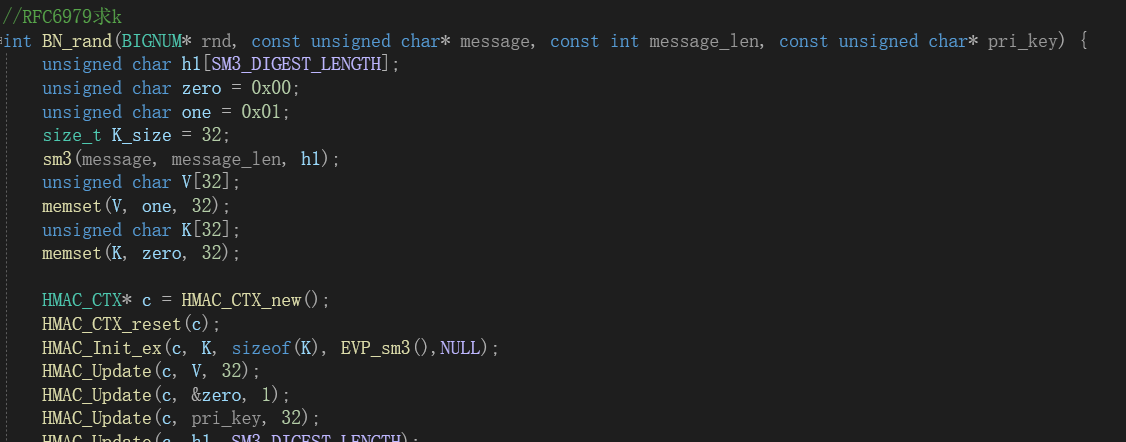 //RFC6979求k
int BN_rand(BIGNUM* rnd, const unsigned char* message, const int message_len, const unsigned char* pri_key) {
unsigned char h1[SM3_DIGEST_LENGTH];
unsigned char zero = 0x00;
unsigned char one = 0x01;
size_t K_size = 32;
sm3(message, message_len, h1);
unsigned char V[32];
memset(V, one, 32);
unsigned char K[32];
memset(K, zero, 32);
HMAC_CTX* c = HMAC_CTX_new();
HMAC_CTX_reset(c);
HMAC_Init_ex(c, K, sizeof(K), EVP_sm3(),NULL);
HMAC_Update(c, V, 32);
HMAC_Update(c, &zero, 1);
HMAC_Update(c, pri_key, 32);
HMAC_Update(c, h1, SM3_DIGEST_LENGTH);